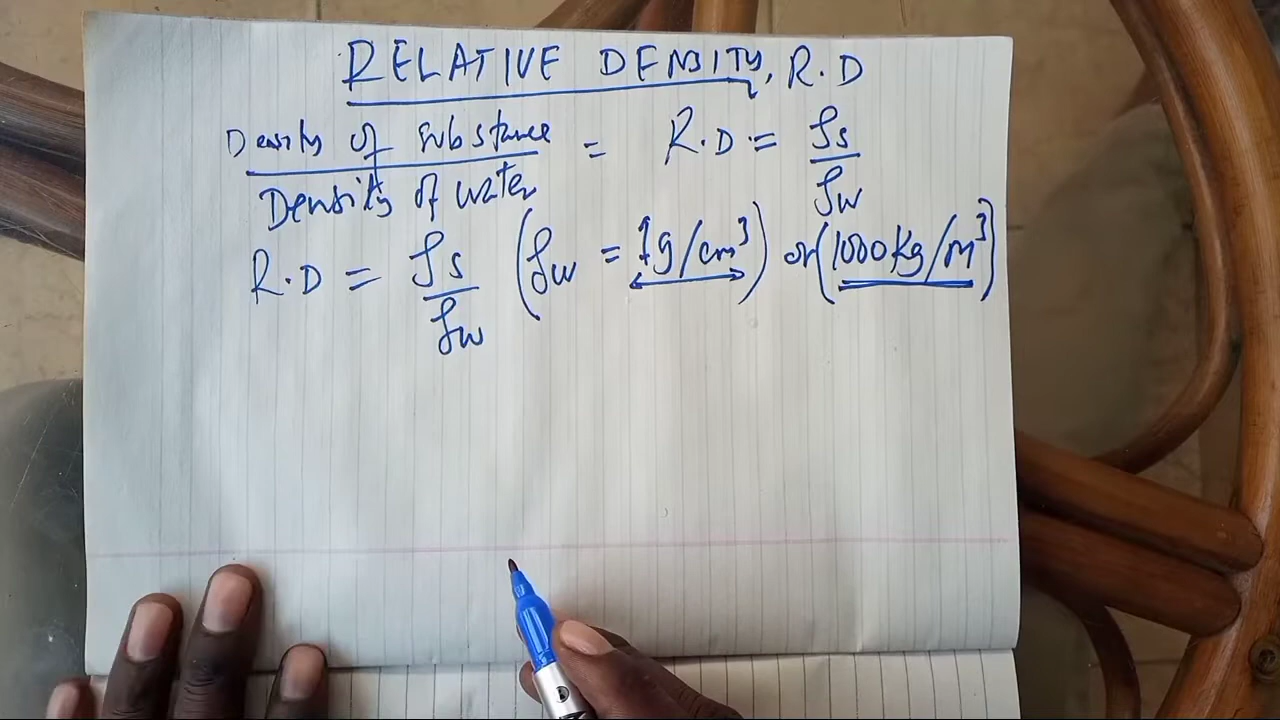 RELATIVE DENSITY, R.D
Density of substance / Density of water = R.D = ρs / ρw
R.D = ρs / ρw (ρw = 1g/cm³) or (1000Kg/m³)